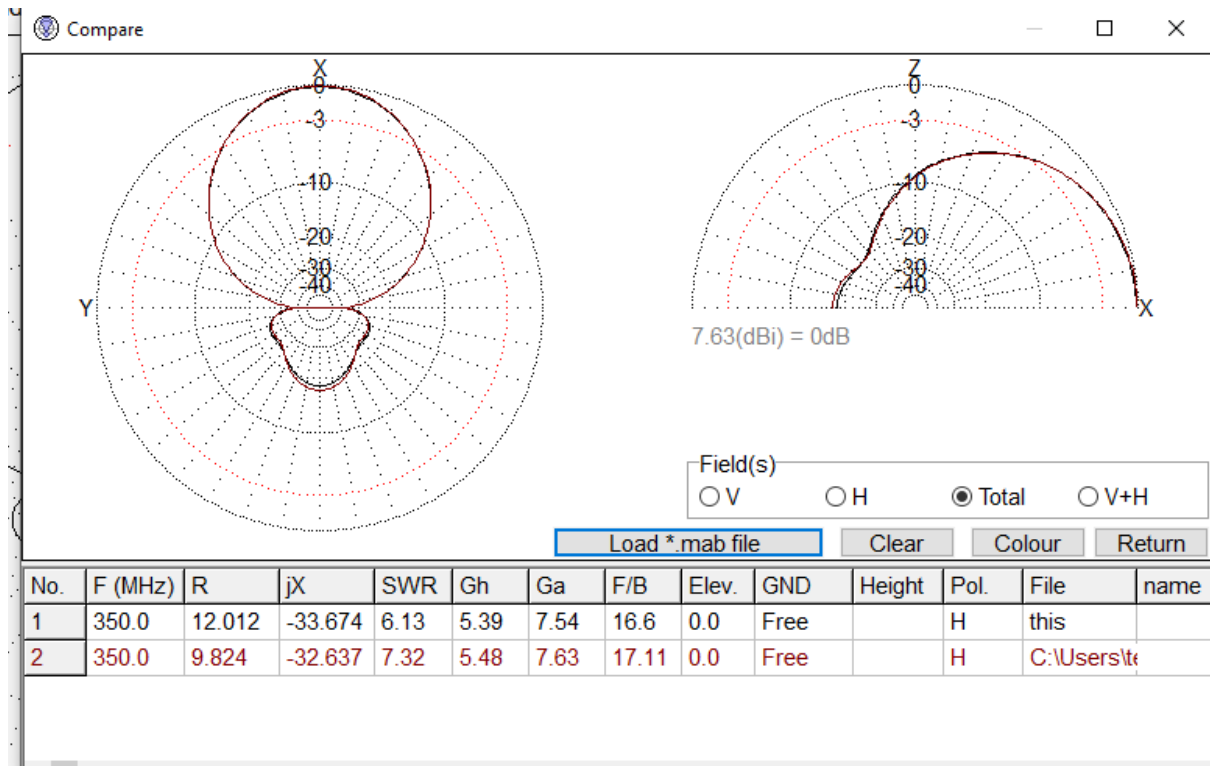 Compare
X
0
-3
-10
-20
-30
-40
Y
Z
0
-3
-10
-20
-30
-40
X
7.63(dBi) = 0dB
Field(s)
V H Total V+H
Load *.mab file Clear Colour Return
No. F (MHz) R jX SWR Gh Ga F/B Elev. GND Height Pol. File name
1 350.0 12.012 -33.674 6.13 5.39 7.54 16.6 0.0 Free H this
2 350.0 9.824 -32.637 7.32 5.48 7.63 17.11 0.0 Free H C:\Users\te